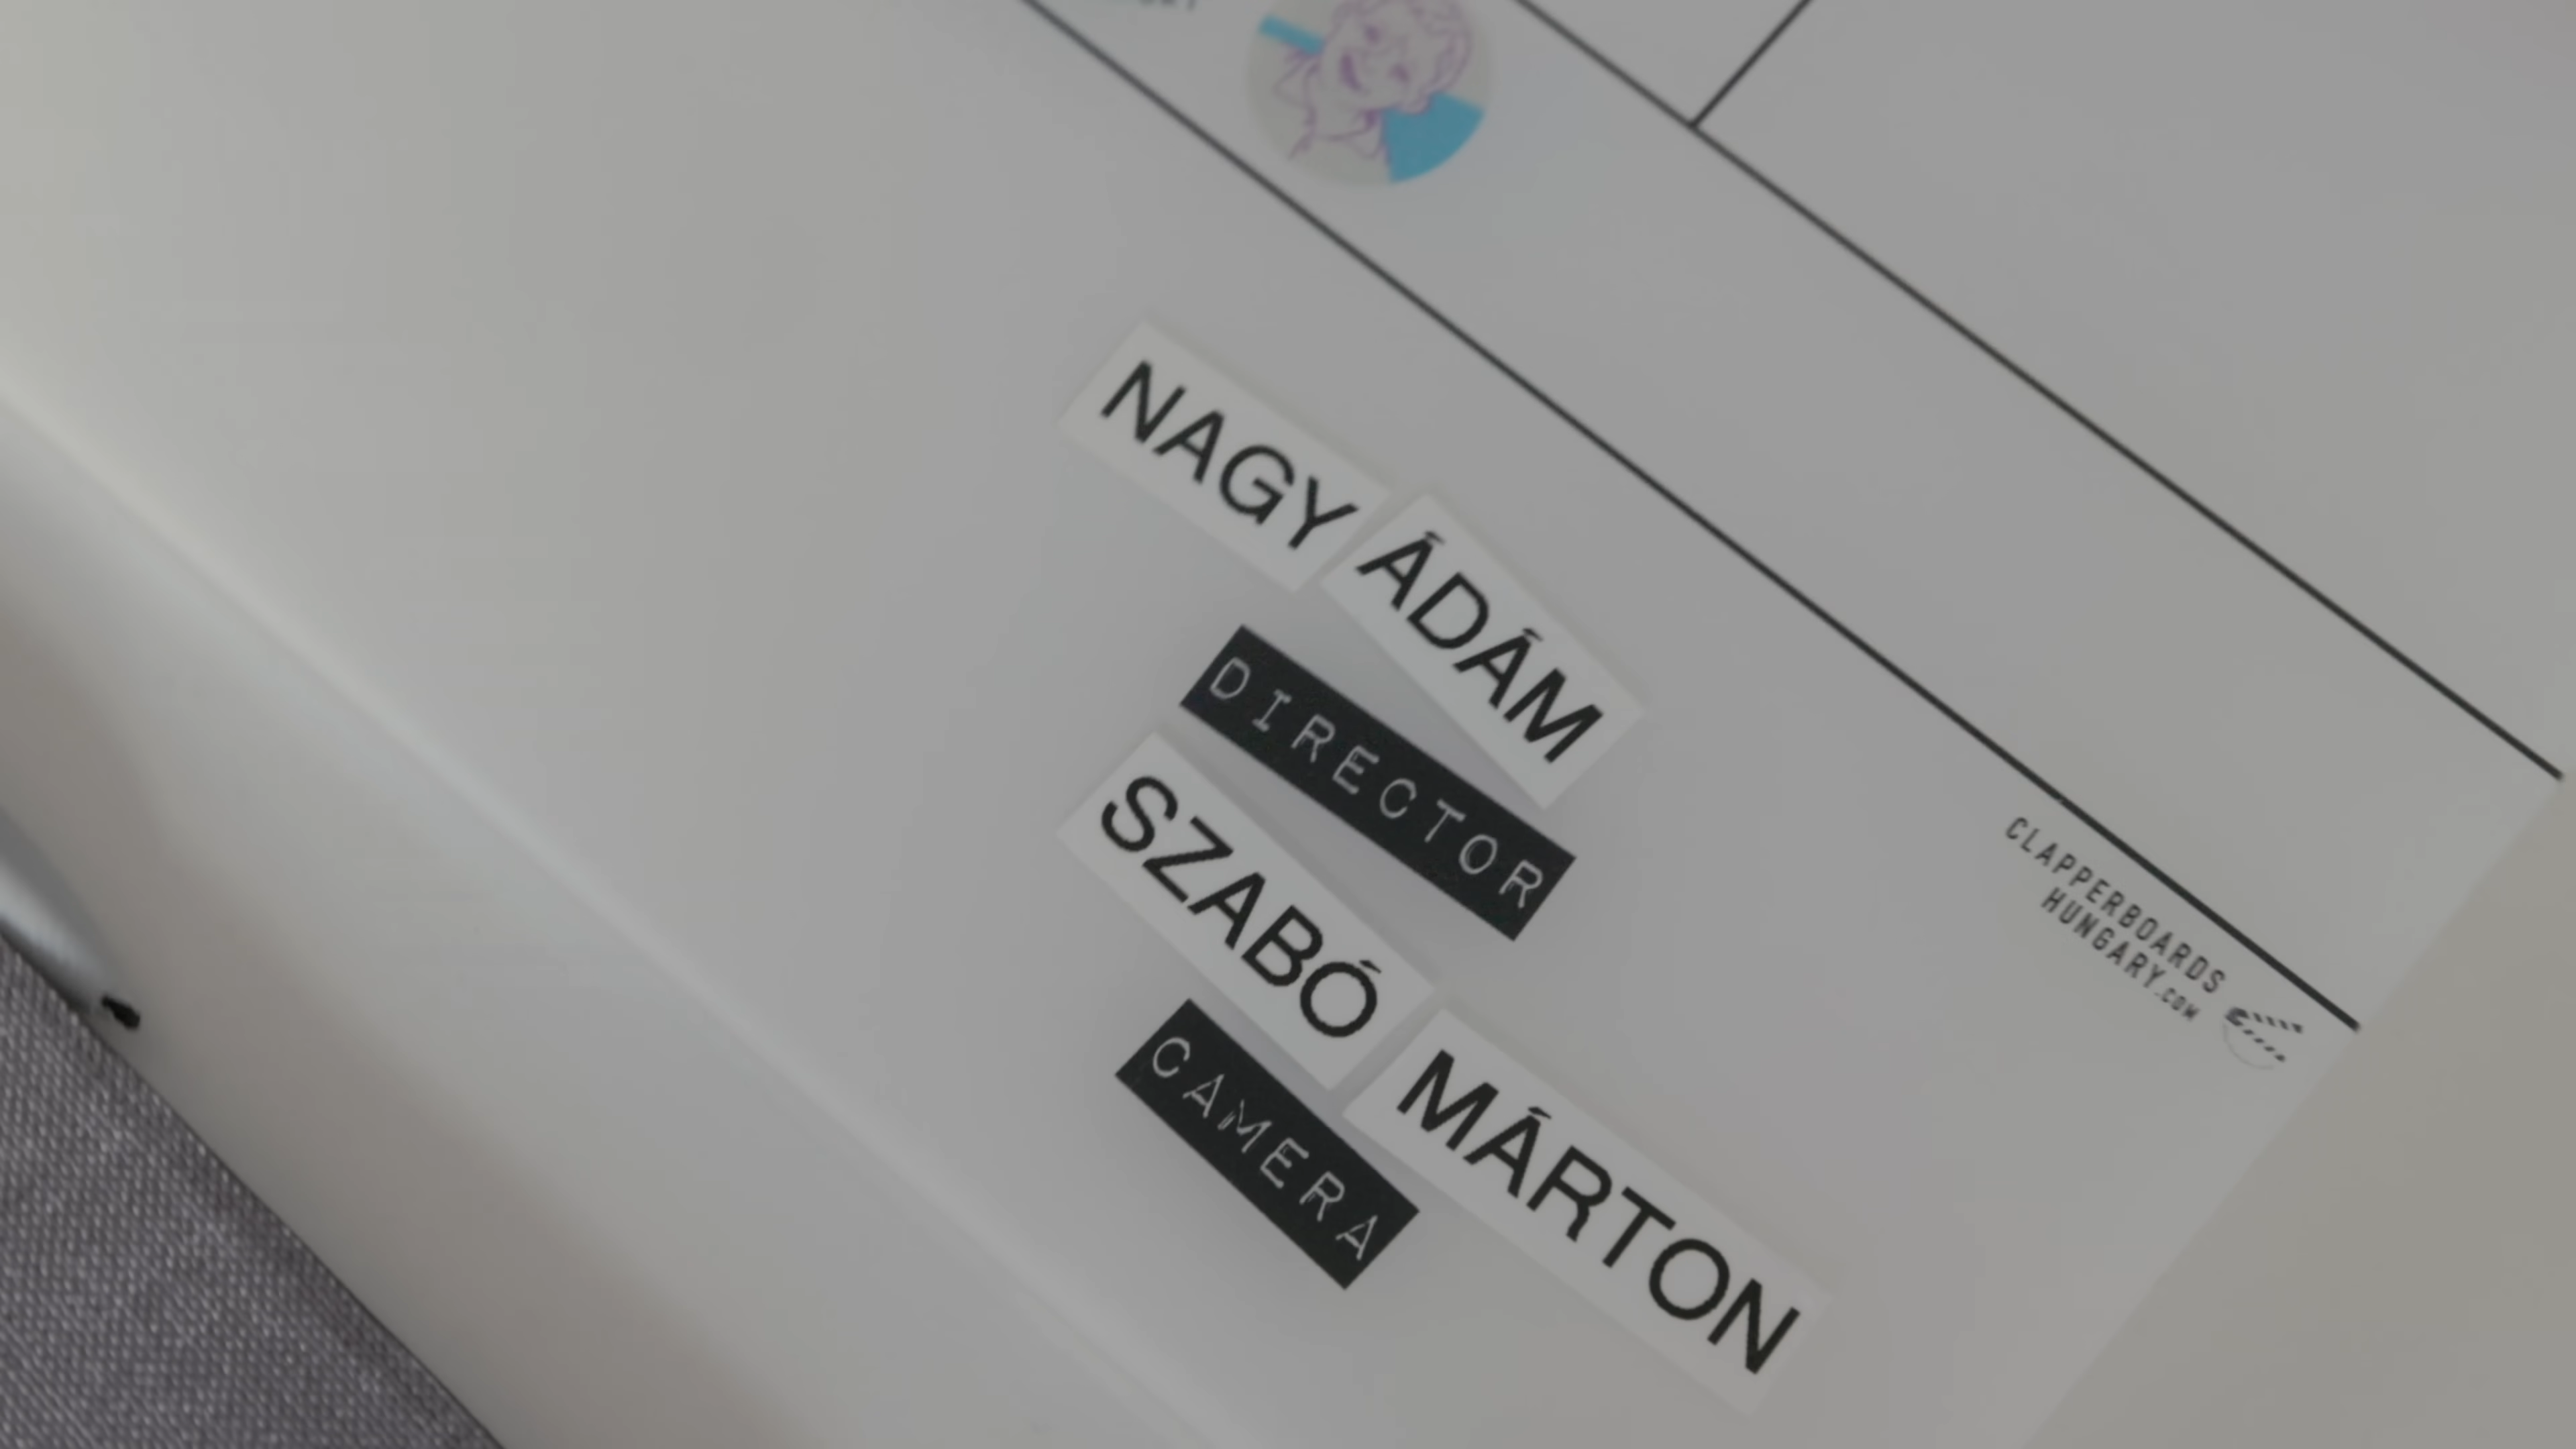 NAGY ÁDÁM
DIRECTOR
SZABÓ MÁRTON
CAMERA
CLAPPERBOARDS
HUNGARY.COM